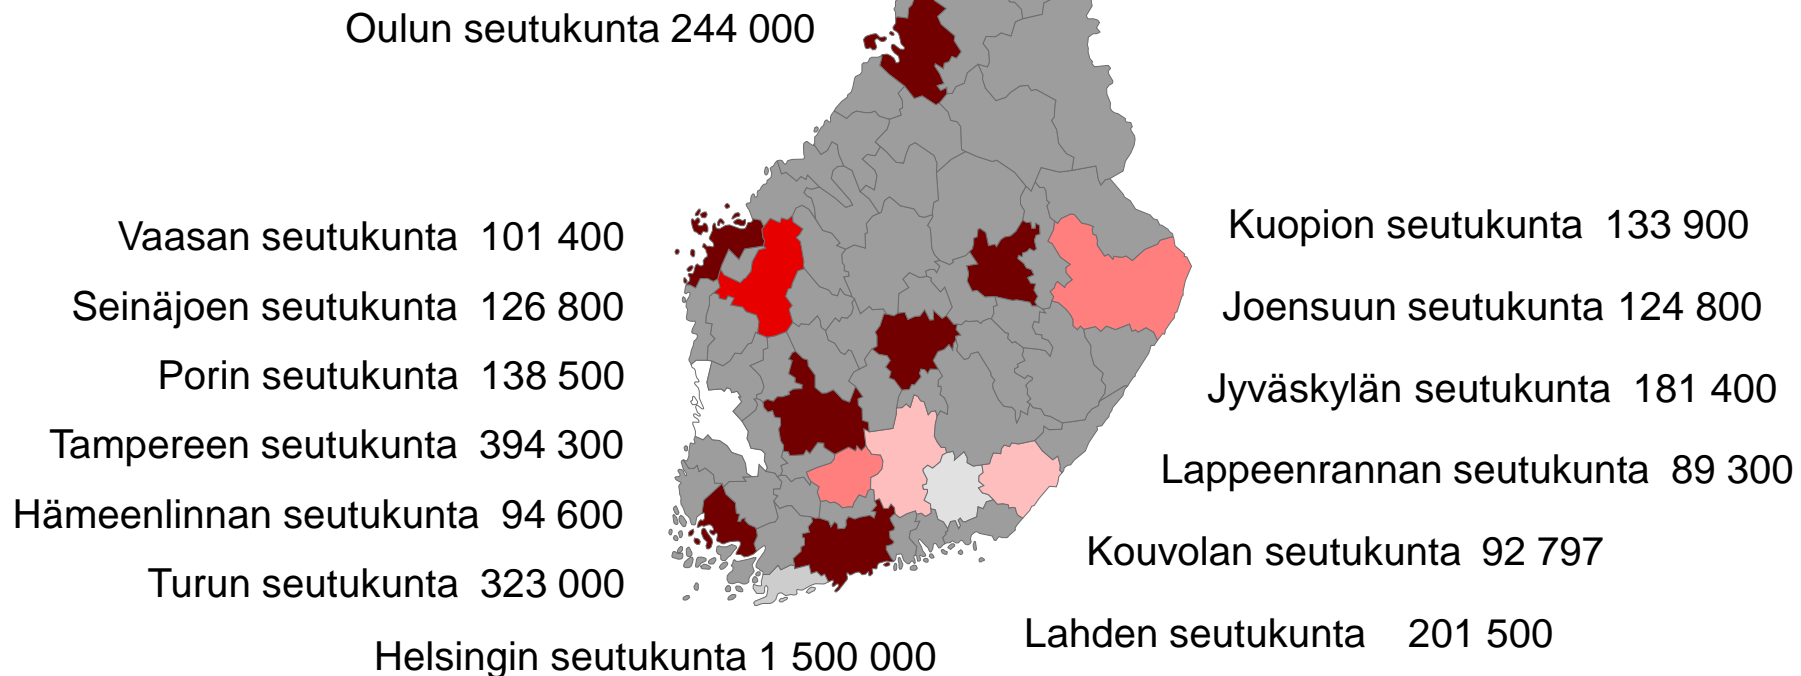 Oulun seutukunta 244 000
Vaasan seutukunta 101 400
Seinäjoen seutukunta 126 800
Porin seutukunta 138 500
Tampereen seutukunta 394 300
Hämeenlinnan seutukunta 94 600
Turun seutukunta 323 000
Helsingin seutukunta 1 500 000
Kuopion seutukunta 133 900
Joensuun seutukunta 124 800
Jyväskylän seutukunta 181 400
Lappeenrannan seutukunta 89 300
Kouvolan seutukunta 92 797
Lahden seutukunta 201 500